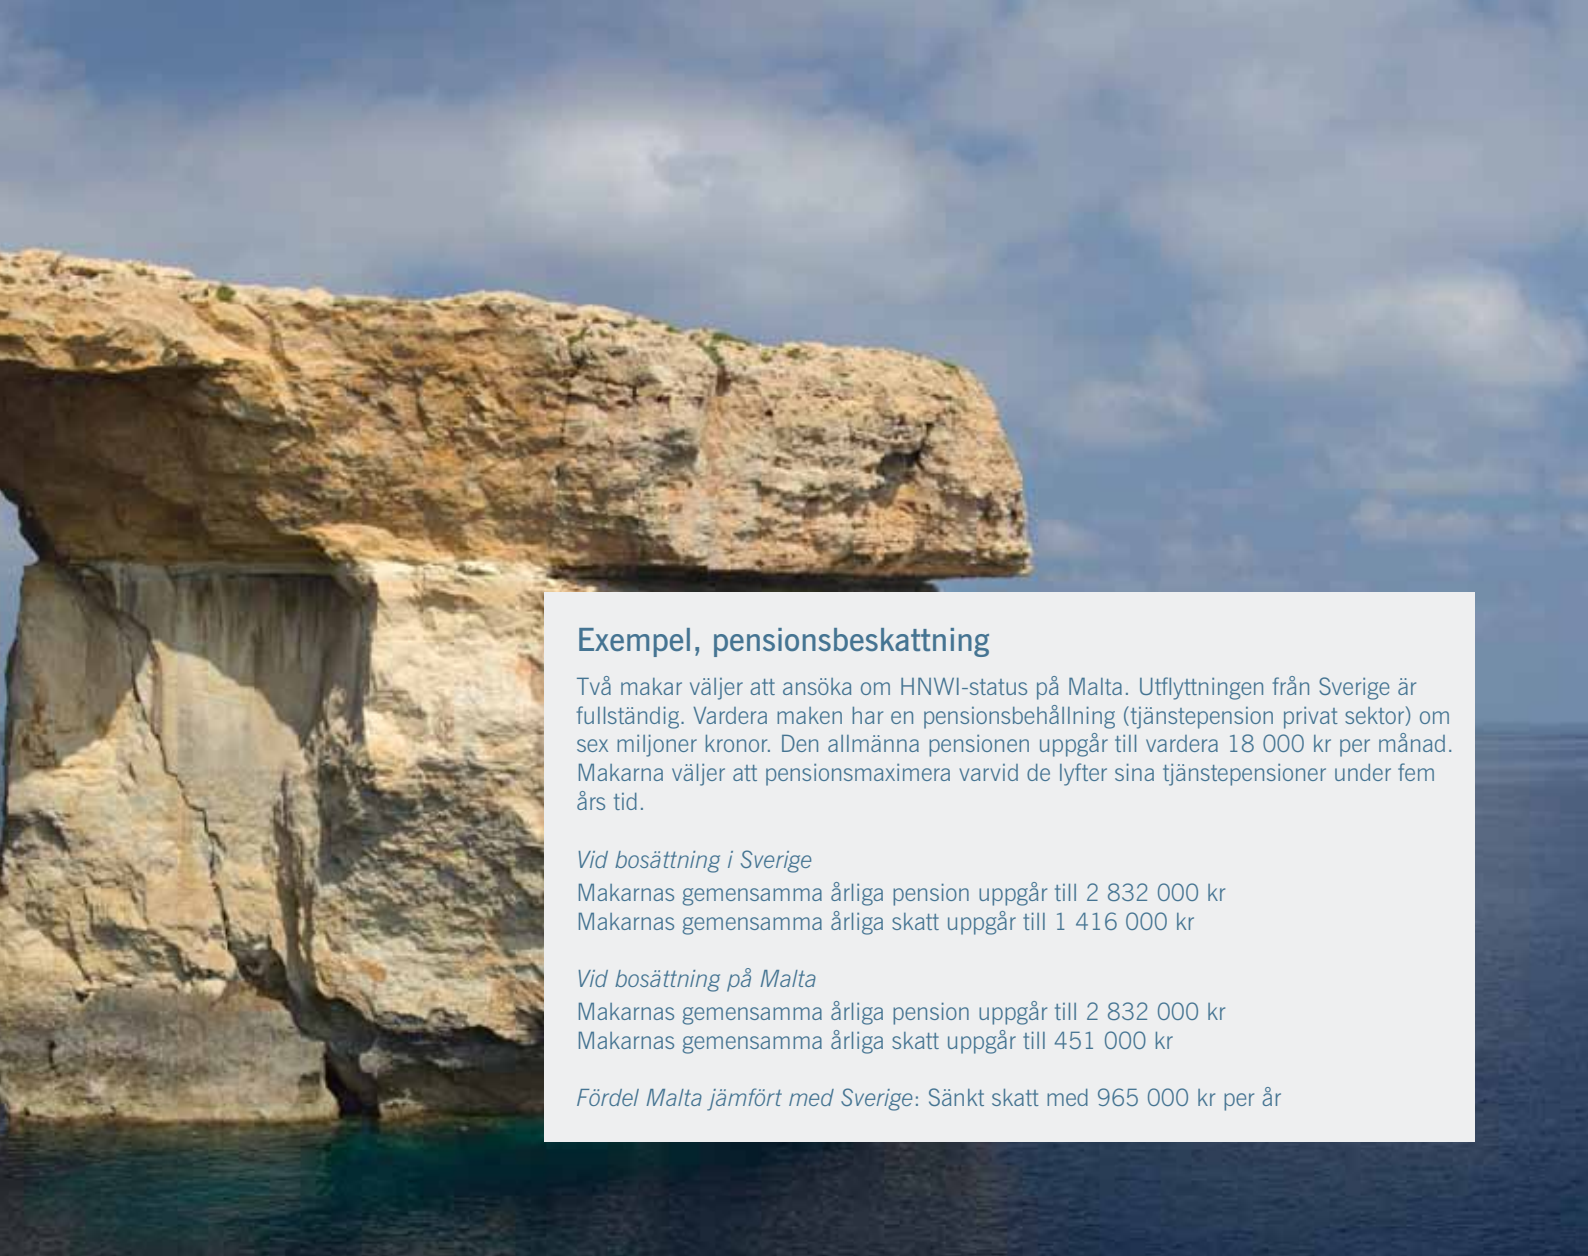 Exempel, pensionsbeskattning
Två makar väljer att ansöka om HNWI-status på Malta. Utflyttningen från Sverige är
fullständig. Vardera maken har en pensionsbehållning (tjänstepension privat sektor) om
sex miljoner kronor. Den allmänna pensionen uppgår till vardera 18 000 kr per månad.
Makarna väljer att pensionsmaximera varvid de lyfter sina tjänstepensioner under fem
års tid.
Vid bosättning i Sverige
Makarnas gemensamma årliga pension uppgår till 2 832 000 kr
Makarnas gemensamma årliga skatt uppgår till 1 416 000 kr
Vid bosättning på Malta
Makarnas gemensamma årliga pension uppgår till 2 832 000 kr
Makarnas gemensamma årliga skatt uppgår till 451 000 kr
Fördel Malta jämfört med Sverige: Sänkt skatt med 965 000 kr per år